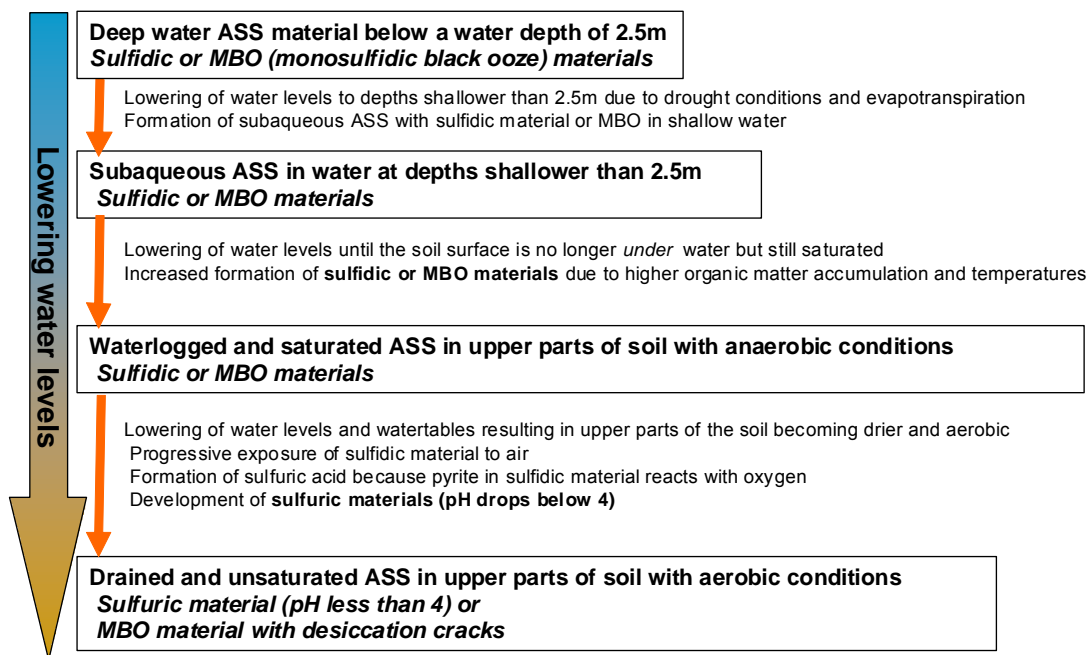 Lowering water levels
Deep water ASS material below a water depth of 2.5m
Sulfidic or MBO (monosulfidic black ooze) materials
Lowering of water levels to depths shallower than 2.5m due to drought conditions and evapotranspiration
Formation of subaqueous ASS with sulfidic material or MBO in shallow water
Subaqueous ASS in water at depths shallower than 2.5m
Sulfidic or MBO materials
Lowering of water levels until the soil surface is no longer under water but still saturated
Increased formation of sulfidic or MBO materials due to higher organic matter accumulation and temperatures
Waterlogged and saturated ASS in upper parts of soil with anaerobic conditions
Sulfidic or MBO materials
Lowering of water levels and watertables resulting in upper parts of the soil becoming drier and aerobic
Progressive exposure of sulfidic material to air
Formation of sulfuric acid because pyrite in sulfidic material reacts with oxygen
Development of sulfuric materials (pH drops below 4)
Drained and unsaturated ASS in upper parts of soil with aerobic conditions
Sulfuric material (pH less than 4) or
MBO material with desiccation cracks